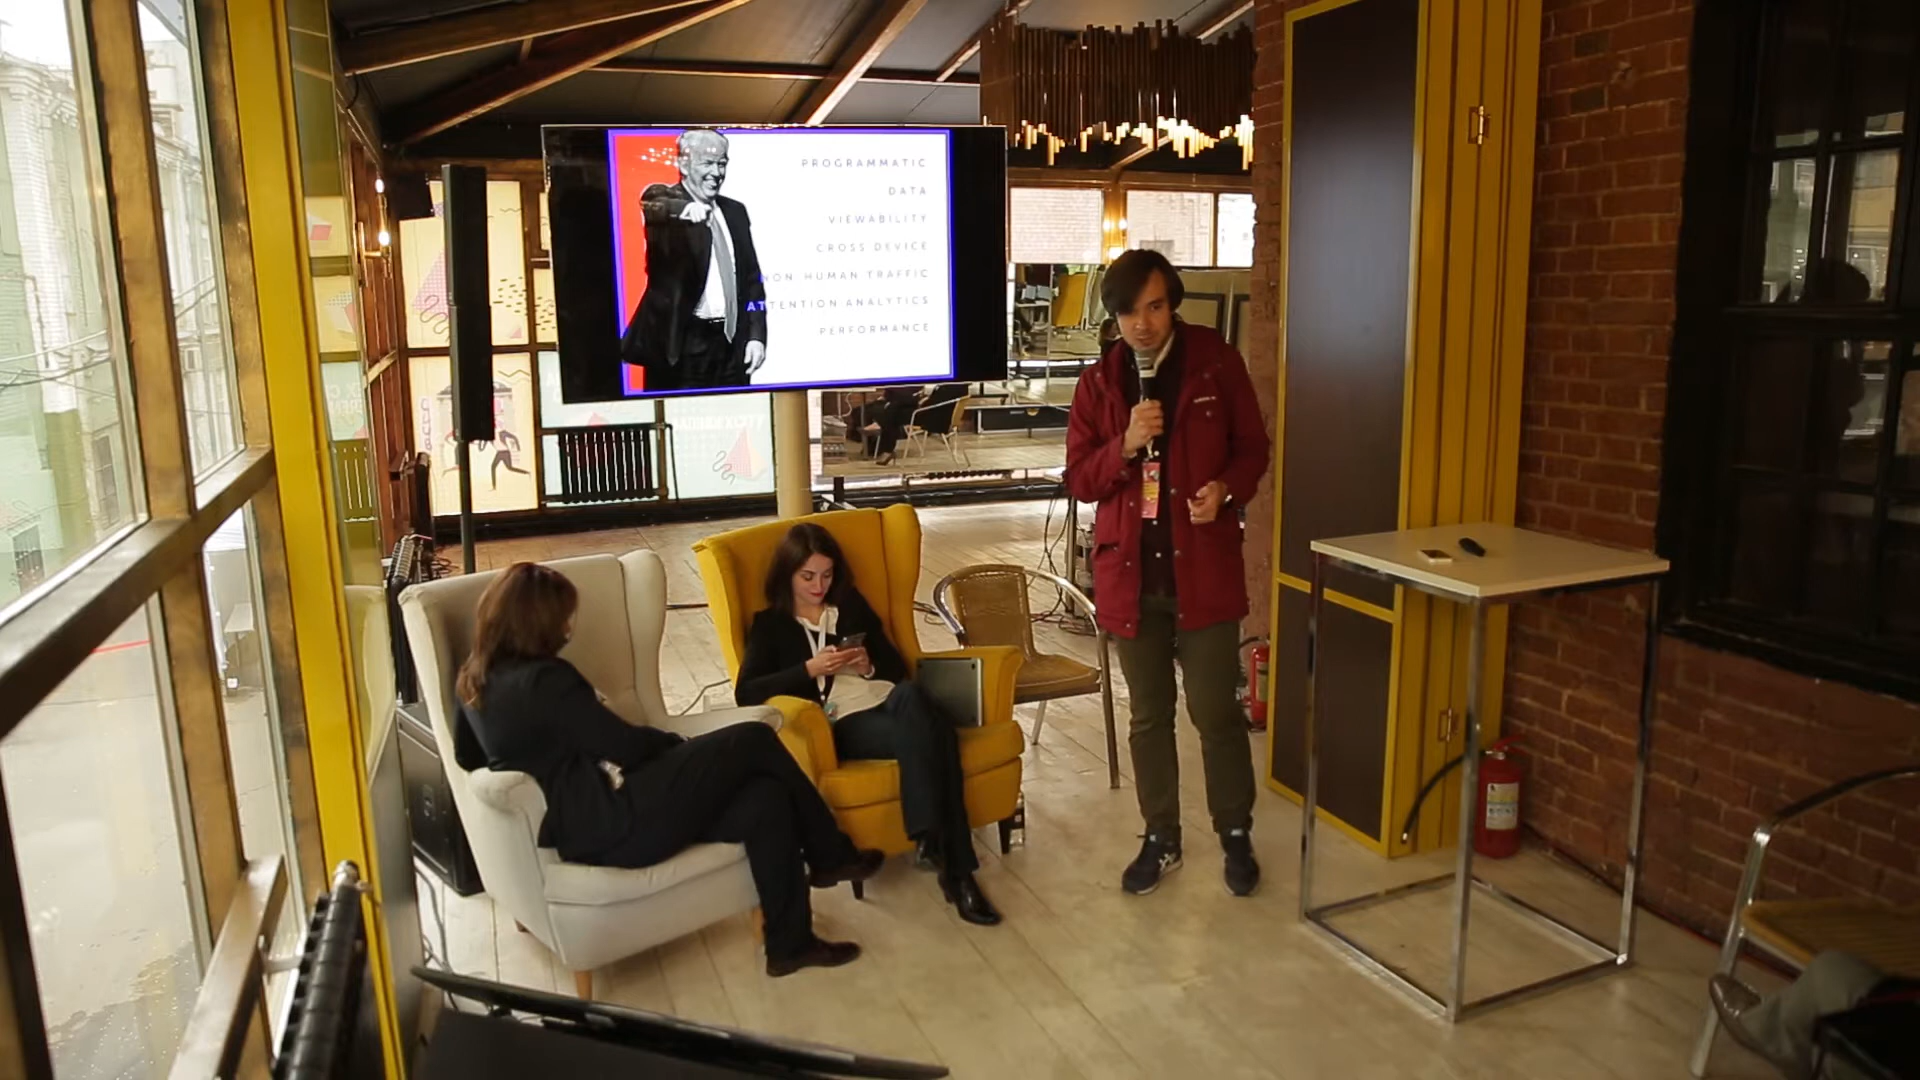 PROGRAMMATIC
DATA
VIEWABILITY
CROSS DEVICE
NON HUMAN TRAFFIC
ATTENTION ANALYTICS
PERFORMANCE